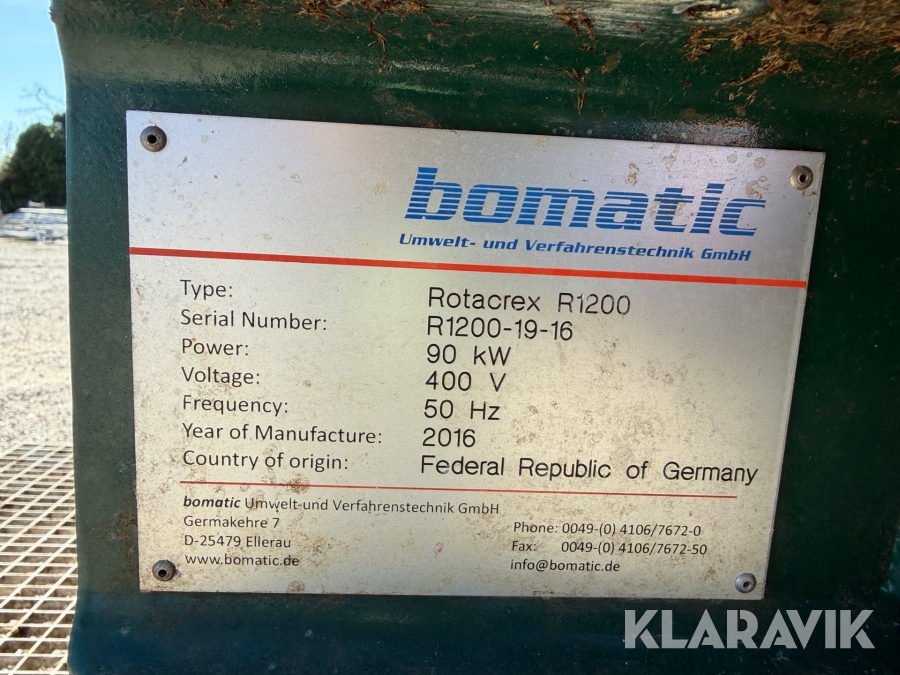 bomatic
Umwelt- und Verfahrenstechnik GmbH
Type: Rotacrex R1200
Serial Number: R1200-19-16
Power: 90 kW
Voltage: 400 V
Frequency: 50 Hz
Year of Manufacture: 2016
Country of origin: Federal Republic of Germany
bomatic Umwelt-und Verfahrenstechnik GmbH
Germakehre 7
D-25479 Ellerau
www.bomatic.de
Phone: 0049-(0) 4106/7672-0
Fax: 0049-(0) 4106/7672-50
info@bomatic.de
KLARAVIK